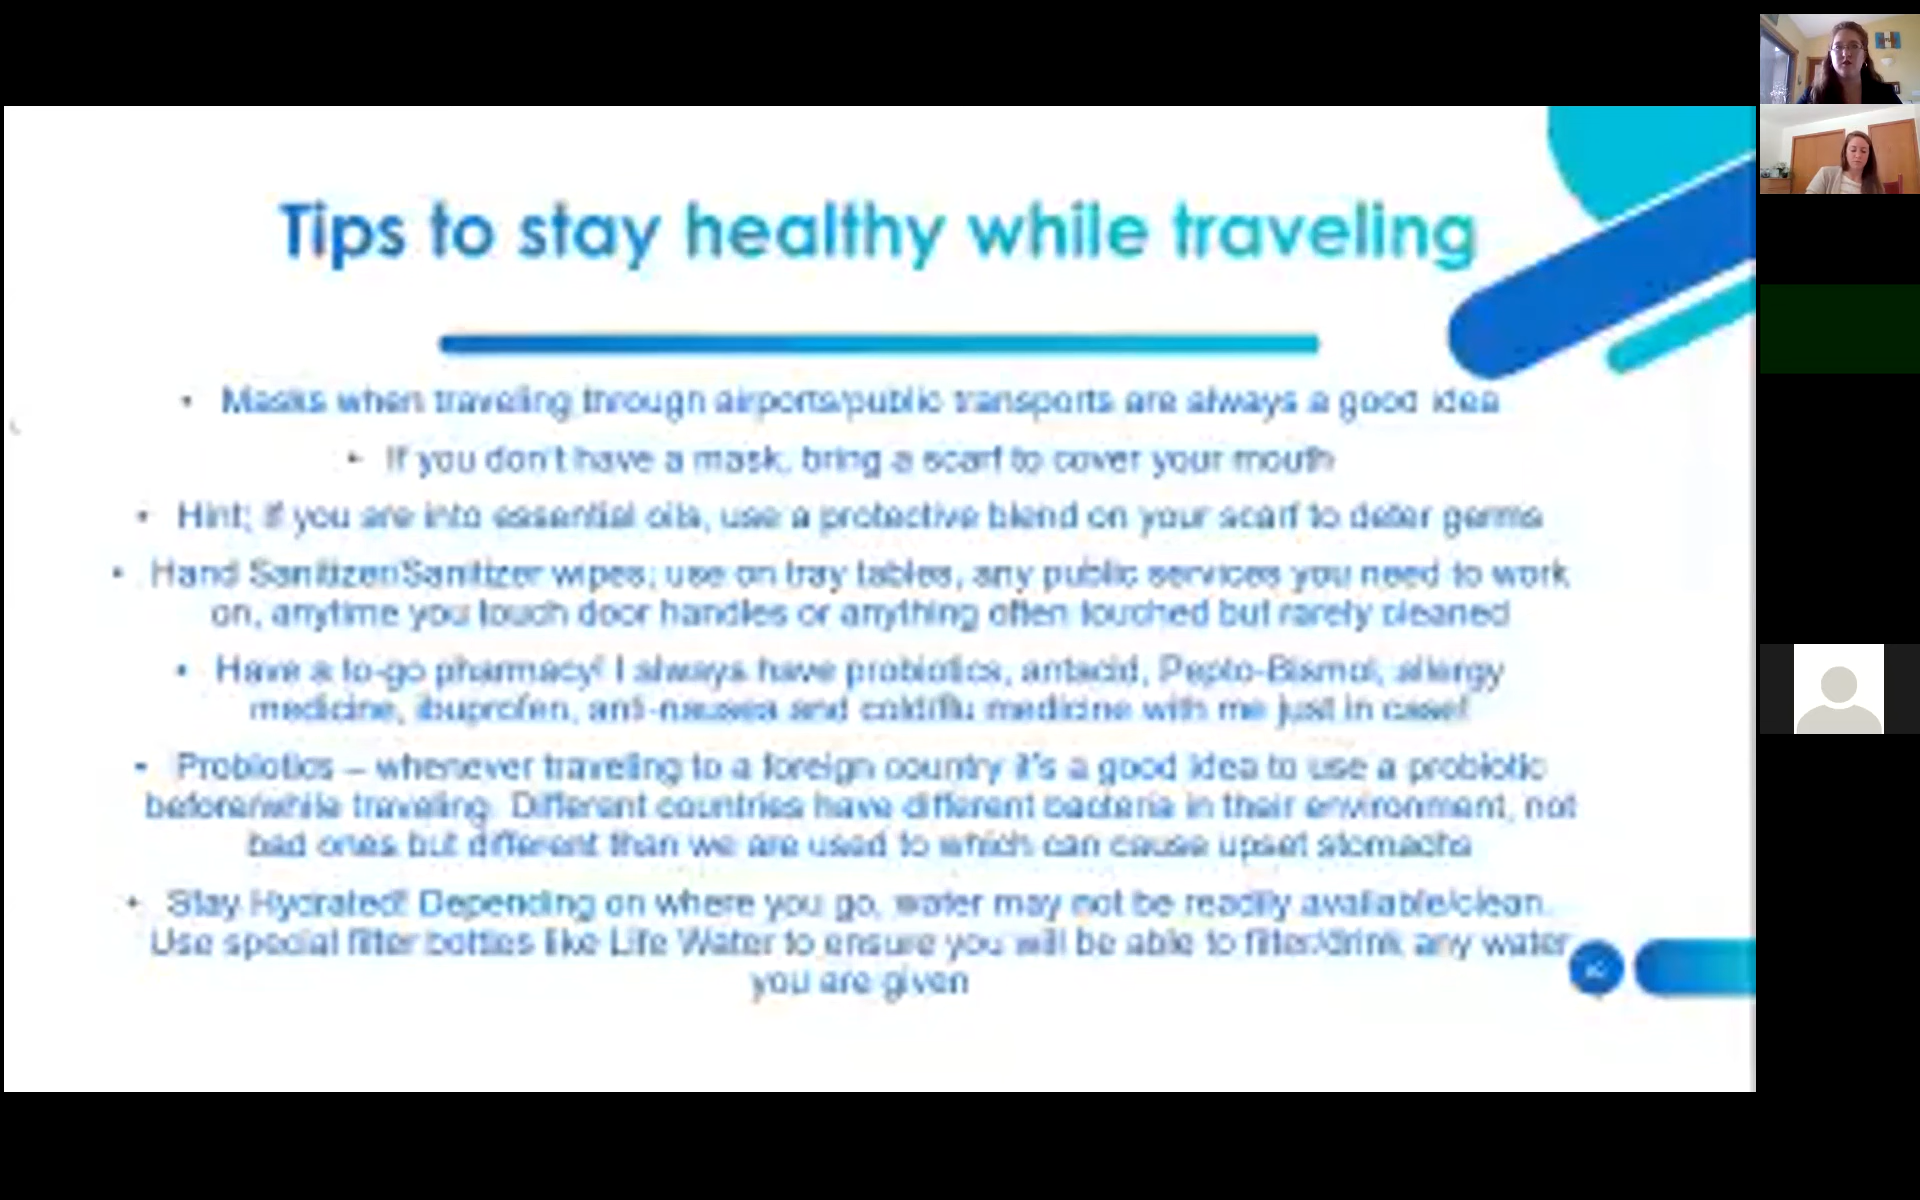 Tips to stay healthy while traveling
• Masks when traveling through airports/public transports are always a good idea
• If you don't have a mask, bring a scarf to cover your mouth
• Hint; if you are into essential oils, use a protective blend on your scarf to deter germs
• Hand Sanitizer/Sanitizer wipes; use on tray tables, any public services you need to work
on, anytime you touch door handles or anything often touched but rarely cleaned
• Have a to-go pharmacy! I always have probiotics, antacid, Pepto-Bismol, allergy
medicine, ibuprofen, anti-nausea and cold/flu medicine with me just in case!
• Probiotics – whenever traveling to a foreign country it's a good idea to use a probiotic
before/while traveling. Different countries have different bacteria in their environment, not
bad ones but different than we are used to which can cause upset stomachs
• Stay Hydrated! Depending on where you go, water may not be readily available/clean.
Use special filter bottles like Life Water to ensure you will be able to filter/drink any water
you are given